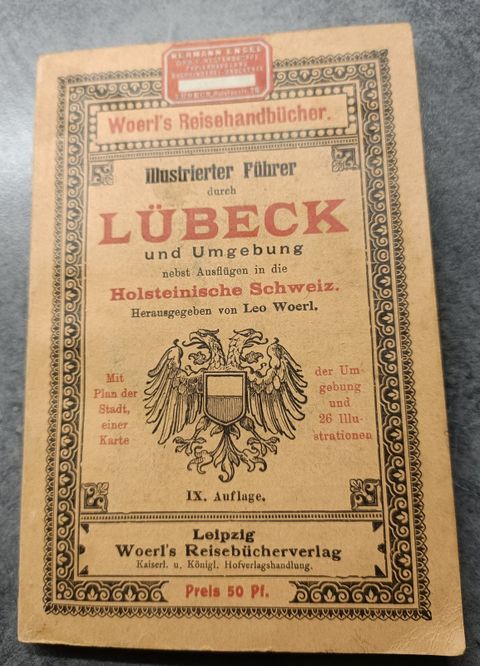 HERMANN ENGEL
Woerl's Reisehandbücher.
Illustrierter Führer
durch
LÜBECK
und Umgebung
nebst Ausflügen in die
Holsteinische Schweiz.
Herausgegeben von Leo Woerl.
Mit
Plan der
Stadt,
einer
Karte
der Um-
gebung
und
26 Illu-
strationen
IX. Auflage.
Leipzig
Woerl's Reisebücherverlag
Kaiserl. u. Königl. Hofverlagshandlung.
Preis 50 Pf.